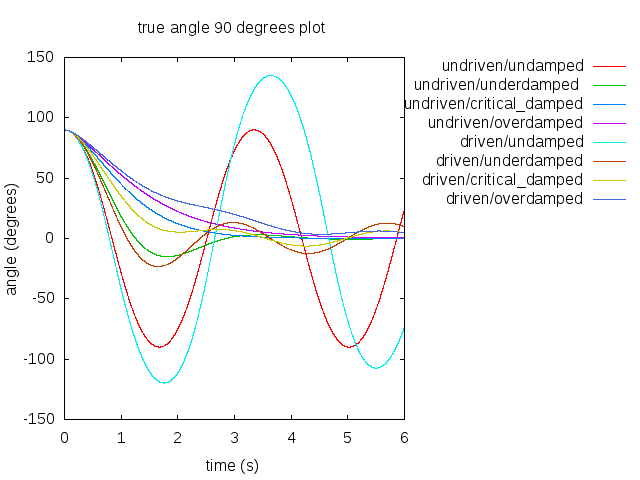 true angle 90 degrees plot
150
100
50
0
-50
-100
-150
angle (degrees)
0 1 2 3 4 5 6
time (s)
undriven/undamped
undriven/underdamped
undriven/critical_damped
undriven/overdamped
driven/undamped
driven/underdamped
driven/critical_damped
driven/overdamped